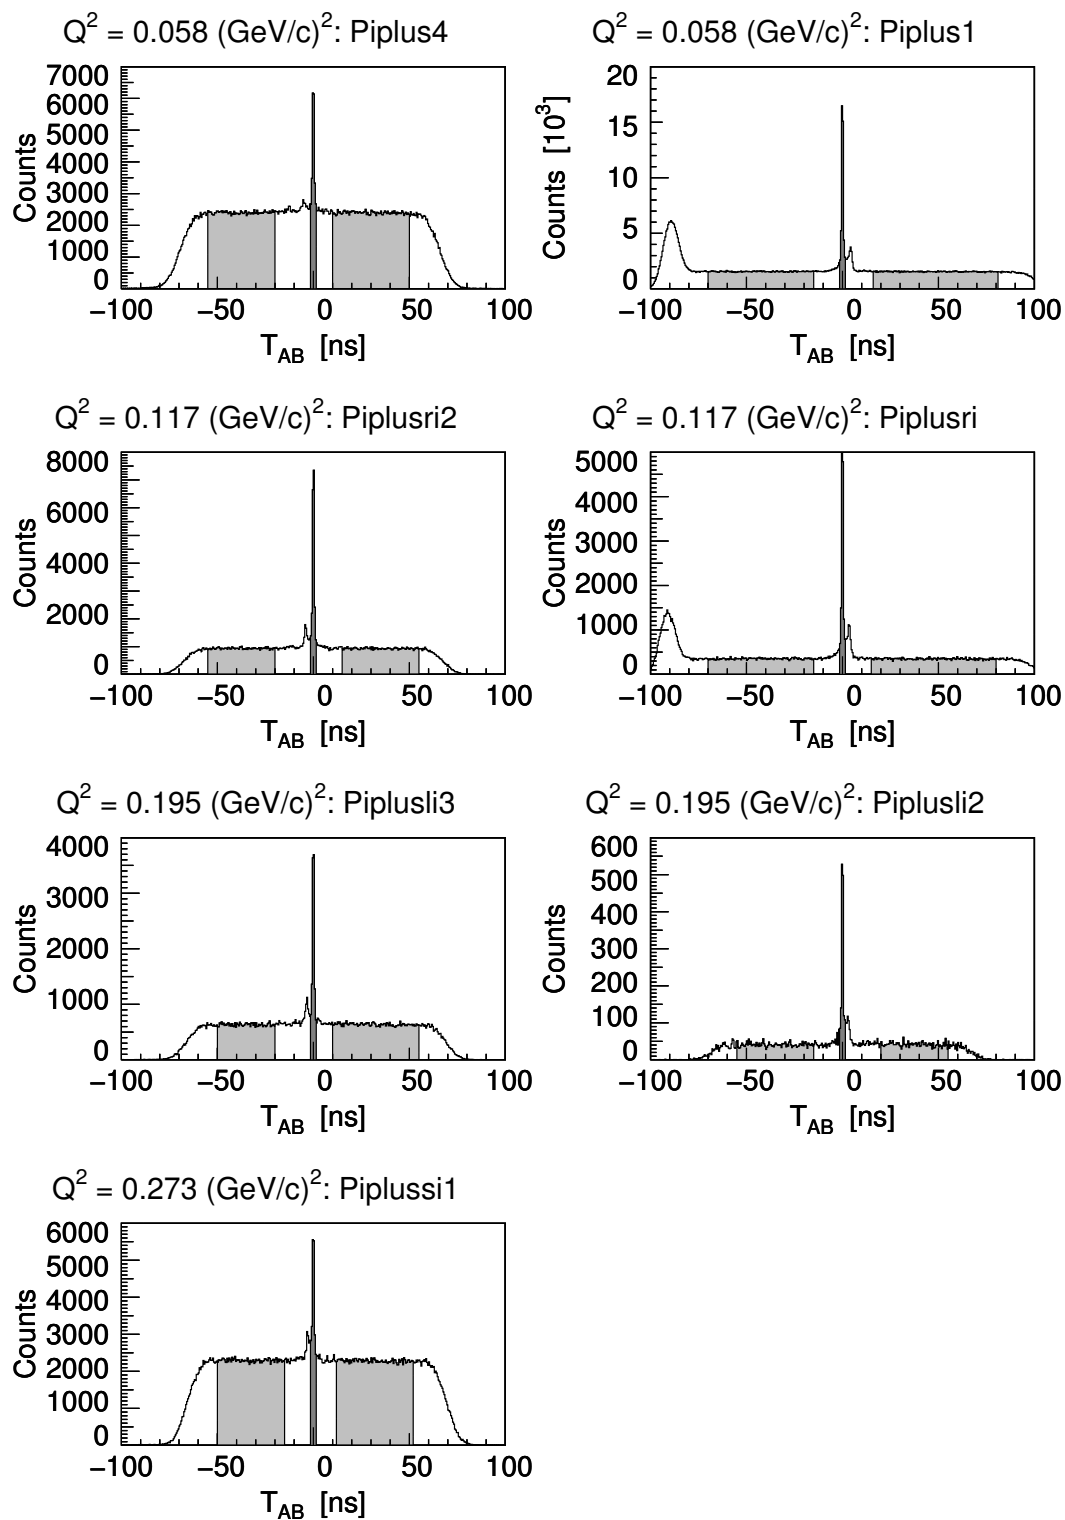 Q² = 0.058 (GeV/c)²: Piplus4
7000
6000
5000
4000
3000
2000
1000
0
Counts
−100 −50 0 50 100
T_AB [ns]
Q² = 0.058 (GeV/c)²: Piplus1
20
15
10
5
0
Counts [10³]
−100 −50 0 50 100
T_AB [ns]
Q² = 0.117 (GeV/c)²: Piplusri2
8000
6000
4000
2000
0
Counts
−100 −50 0 50 100
T_AB [ns]
Q² = 0.117 (GeV/c)²: Piplusri
5000
4000
3000
2000
1000
0
Counts
−100 −50 0 50 100
T_AB [ns]
Q² = 0.195 (GeV/c)²: Piplusli3
4000
3000
2000
1000
0
Counts
−100 −50 0 50 100
T_AB [ns]
Q² = 0.195 (GeV/c)²: Piplusli2
600
500
400
300
200
100
0
Counts
−100 −50 0 50 100
T_AB [ns]
Q² = 0.273 (GeV/c)²: Piplussi1
6000
5000
4000
3000
2000
1000
0
Counts
−100 −50 0 50 100
T_AB [ns]